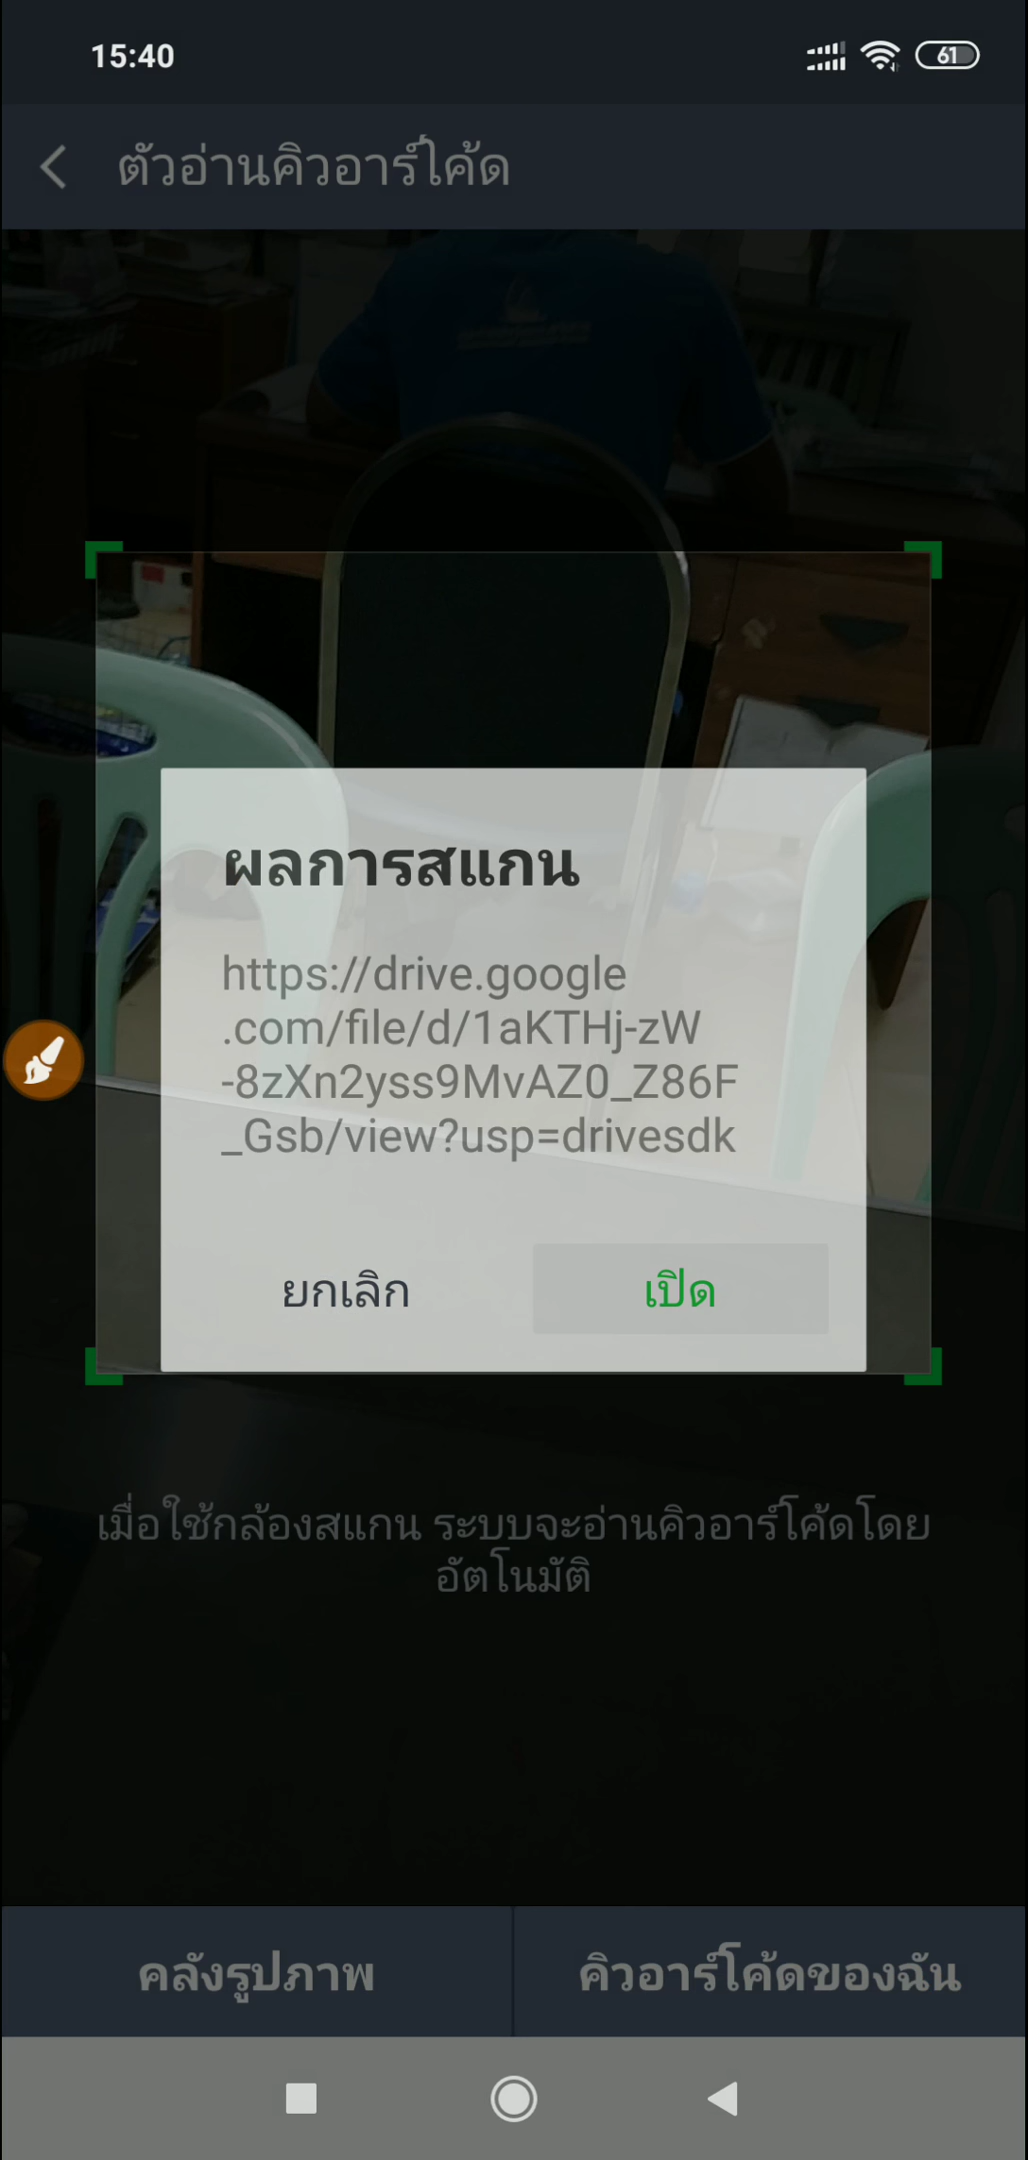 15:40
61
ตัวอ่านคิวอาร์โค้ด
ผลการสแกน
https://drive.google
.com/file/d/1aKTHj-zW
-8zXn2yss9MvAZ0_Z86F
_Gsb/view?usp=drivesdk
ยกเลิก
เปิด
เมื่อใช้กล้องสแกน ระบบจะอ่านคิวอาร์โค้ดโดย
อัตโนมัติ
คลังรูปภาพ
คิวอาร์โค้ดของฉัน